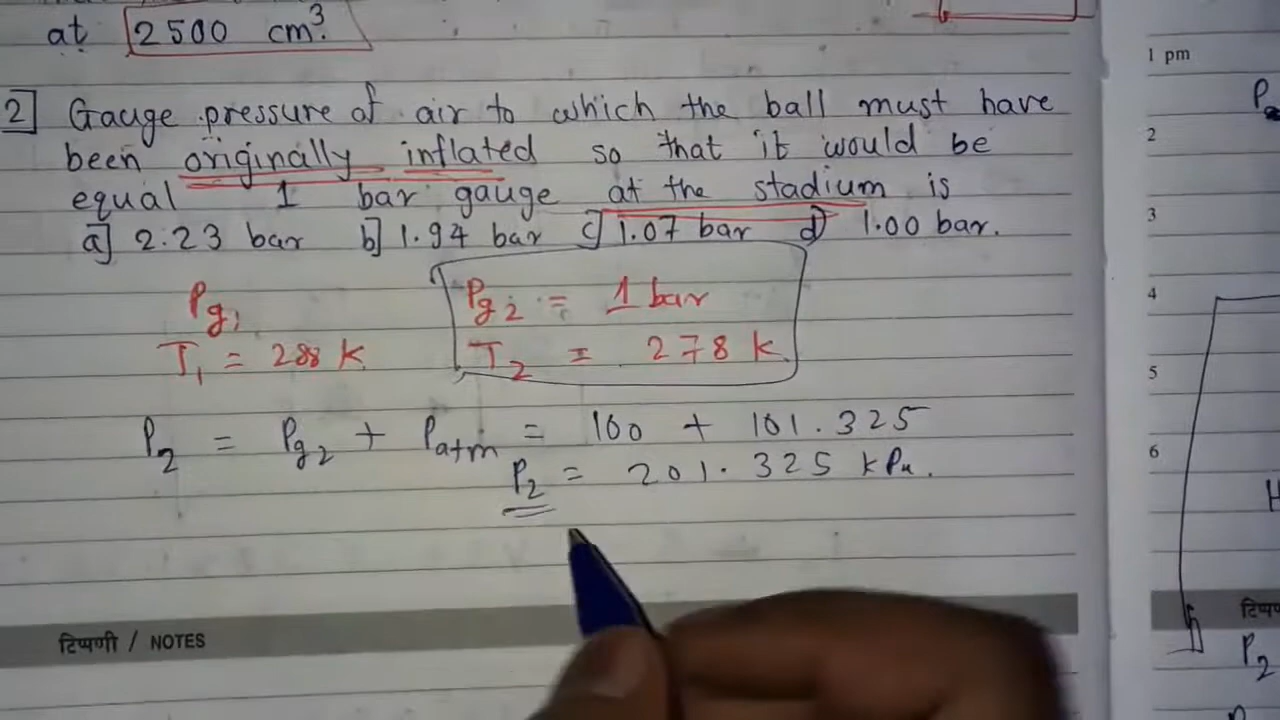 at 2500 cm³.
2] Gauge pressure of air to which the ball must have
been originally inflated so that it would be
equal 1 bar gauge at the stadium is
a] 2.23 bar b] 1.94 bar c] 1.07 bar d] 1.00 bar.
Pg₁
T₁ = 288 K
Pg₂ = 1 bar
T₂ = 278 K.
P₂ = Pg₂ + Patm = 100 + 101.325
P₂ = 201.325 kPa.
टिप्पणी / NOTES
1 pm
2
3
4
5
6
P₂